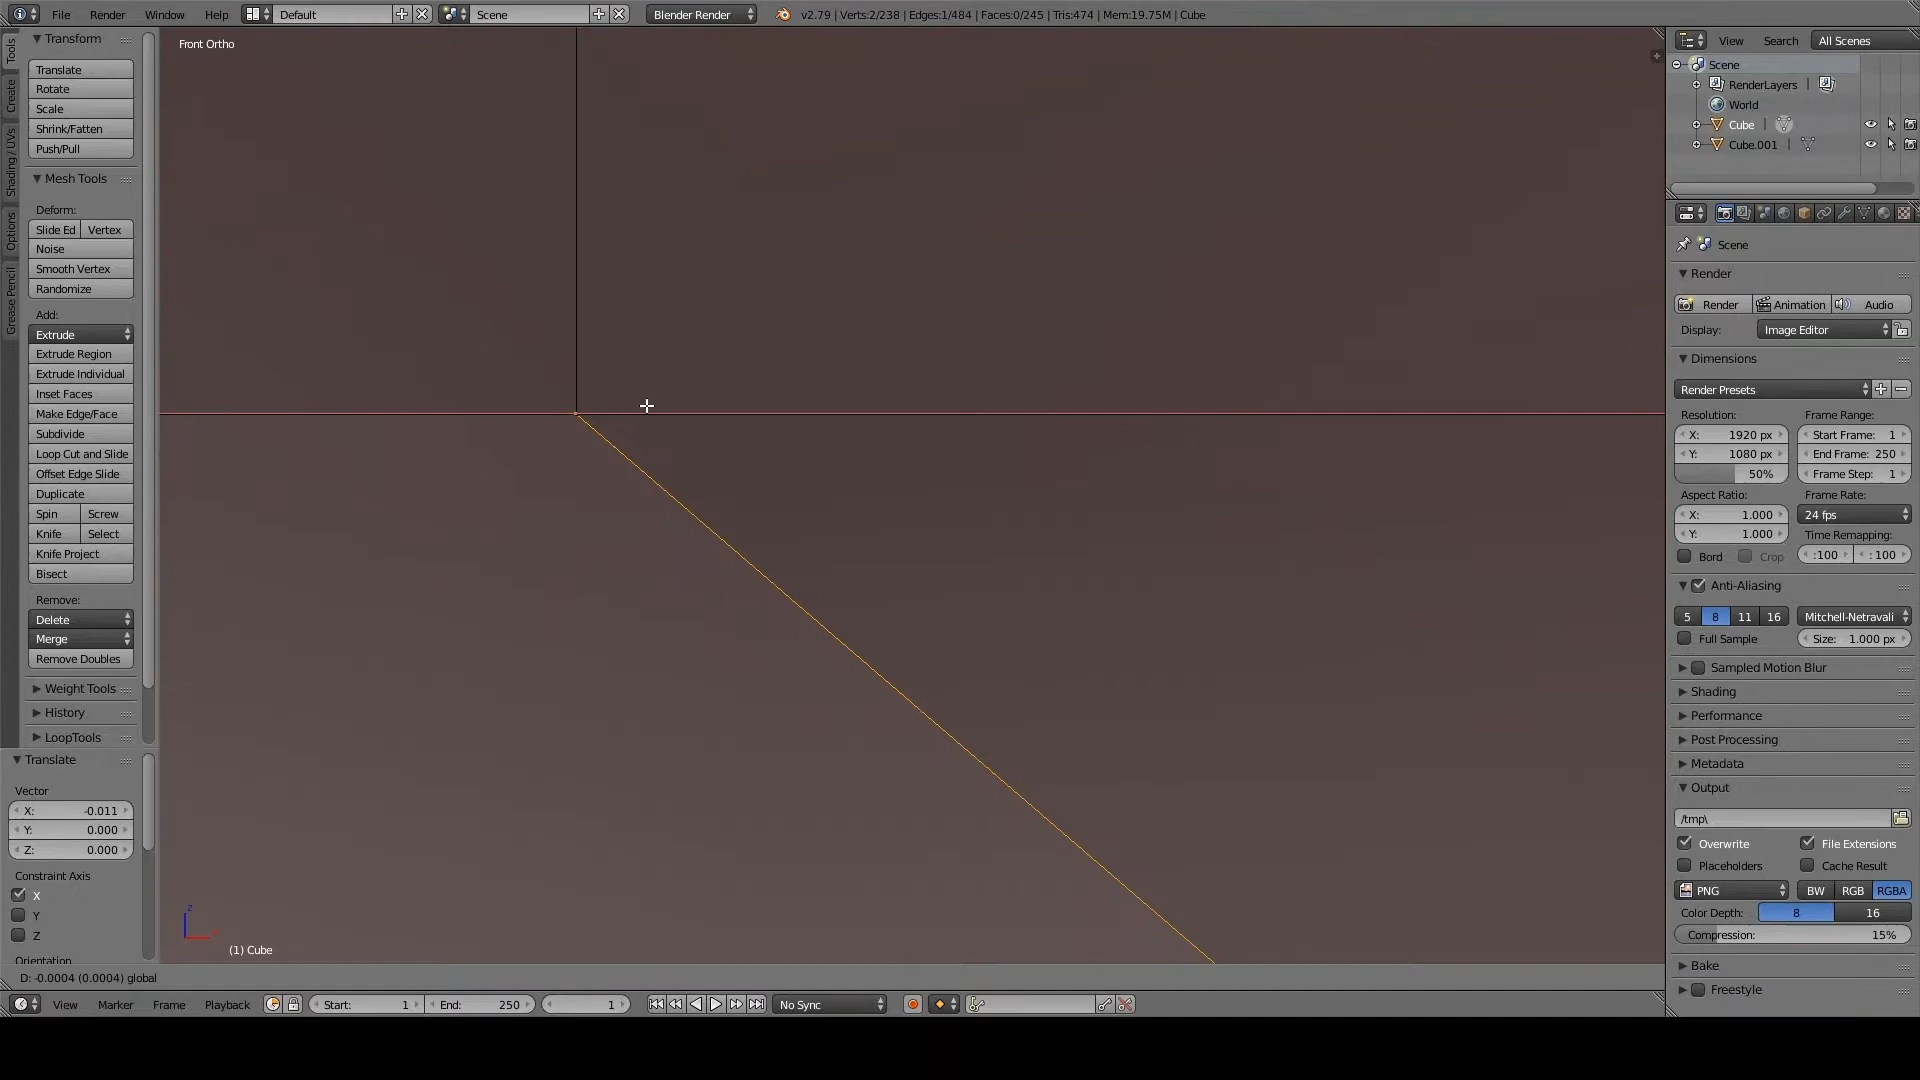 File Render Window Help Default Scene Blender Render v2.79 | Verts:2/238 | Edges:1/484 | Faces:0/245 | Tris:474 | Mem:19.75M | Cube
Tools
Create
Shading / UVs
Options
Grease Pencil
Transform
Translate
Rotate
Scale
Shrink/Fatten
Push/Pull
Mesh Tools
Deform:
Slide Ed Vertex
Noise
Smooth Vertex
Randomize
Add:
Extrude
Extrude Region
Extrude Individual
Inset Faces
Make Edge/Face
Subdivide
Loop Cut and Slide
Offset Edge Slide
Duplicate
Spin Screw
Knife Select
Knife Project
Bisect
Remove:
Delete
Merge
Remove Doubles
Weight Tools
History
LoopTools
Translate
Vector
X: -0.011
Y: 0.000
Z: 0.000
Constraint Axis
X
Y
Z
Orientation
Front Ortho
z
(1) Cube
D: -0.0004 (0.0004) global
View Marker Frame Playback Start: 1 End: 250 1 No Sync
View Search All Scenes
Scene
RenderLayers |
World
Cube |
Cube.001 |
Scene
Render
Render Animation Audio
Display: Image Editor
Dimensions
Render Presets
Resolution: Frame Range:
X: 1920 px Start Frame: 1
Y: 1080 px End Frame: 250
50% Frame Step: 1
Aspect Ratio: Frame Rate:
X: 1.000 24 fps
Y: 1.000 Time Remapping:
Bord Crop :100 : 100
Anti-Aliasing
5 8 11 16 Mitchell-Netravali
Full Sample Size: 1.000 px
Sampled Motion Blur
Shading
Performance
Post Processing
Metadata
Output
/tmp\
Overwrite File Extensions
Placeholders Cache Result
PNG BW RGB RGBA
Color Depth: 8 16
Compression: 15%
Bake
Freestyle